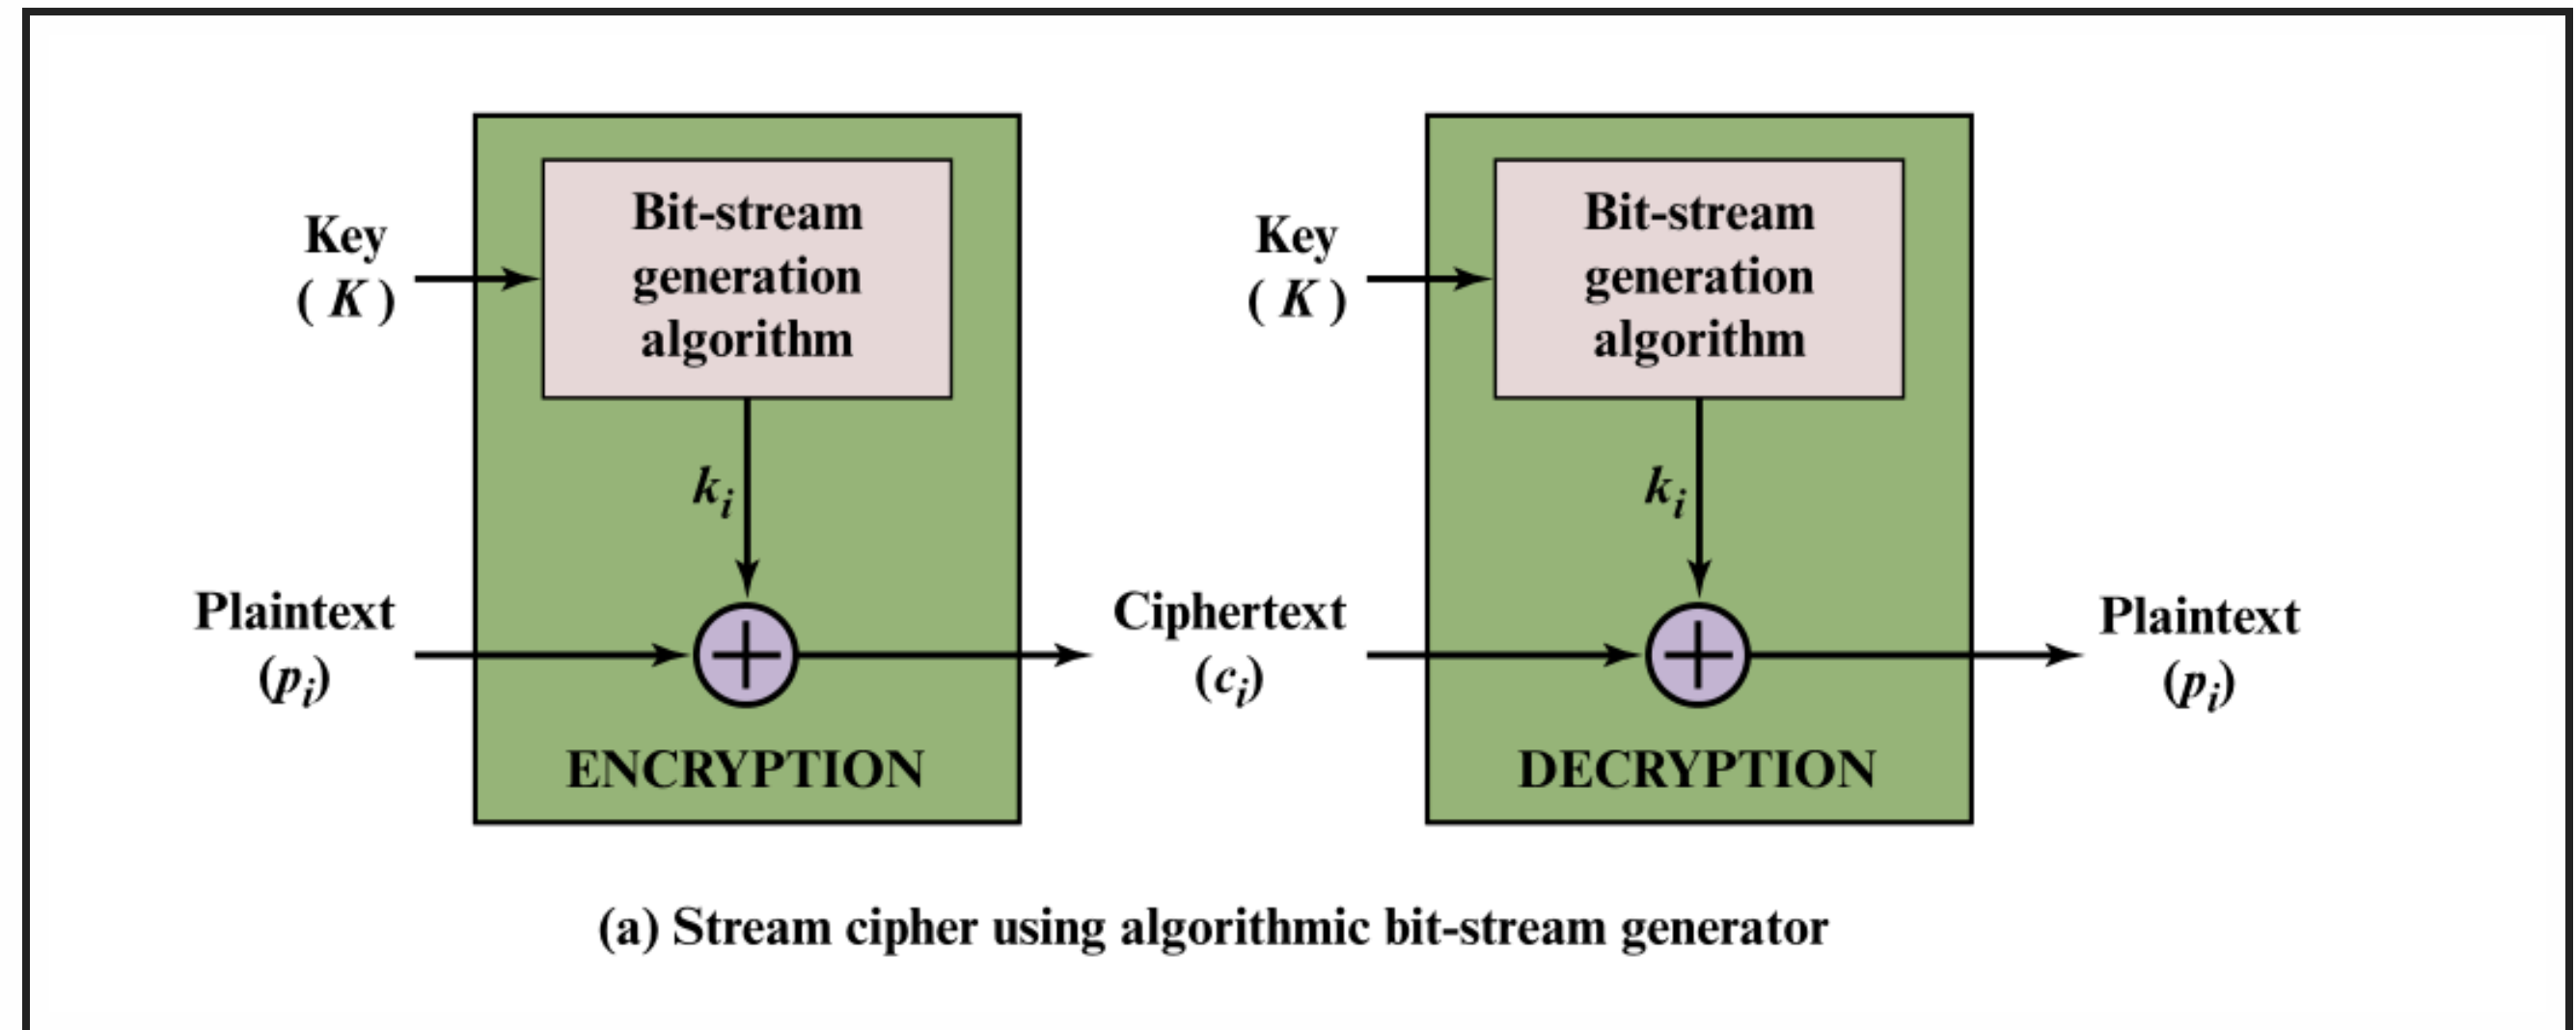 Key
( K )
Bit-stream
generation
algorithm
k_i
Plaintext
(p_i)
ENCRYPTION
Ciphertext
(c_i)
Key
( K )
Bit-stream
generation
algorithm
k_i
DECRYPTION
Plaintext
(p_i)
(a) Stream cipher using algorithmic bit-stream generator